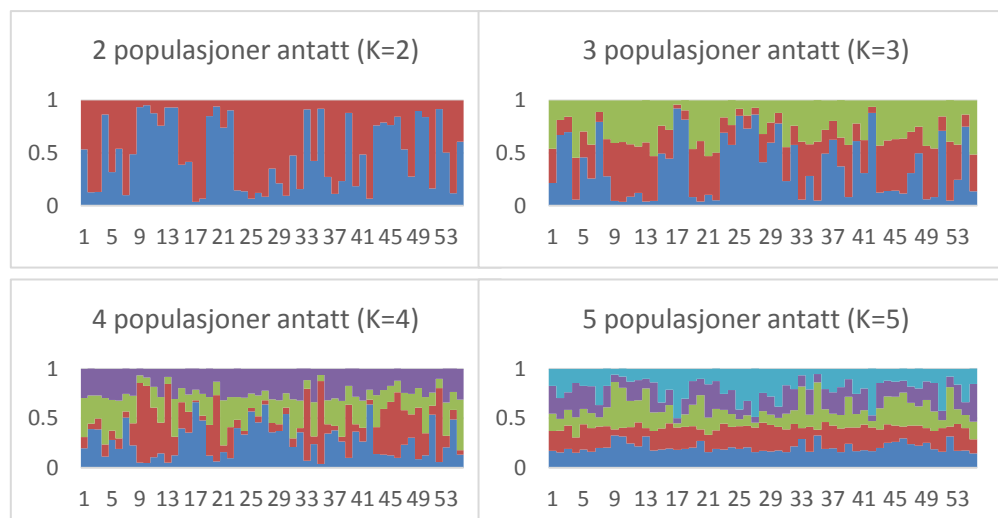 2 populasjoner antatt (K=2)
1
0.5
0
1 5 9 13 17 21 25 29 33 37 41 45 49 53
3 populasjoner antatt (K=3)
1
0.5
0
1 5 9 13 17 21 25 29 33 37 41 45 49 53
4 populasjoner antatt (K=4)
1
0.5
0
1 5 9 13 17 21 25 29 33 37 41 45 49 53
5 populasjoner antatt (K=5)
1
0.5
0
1 5 9 13 17 21 25 29 33 37 41 45 49 53